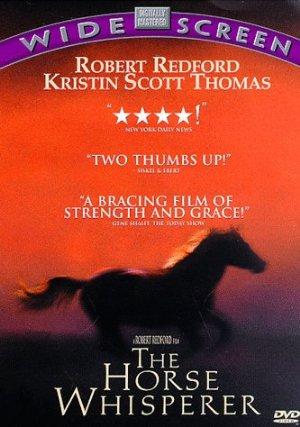 DIGITALLY
MASTERED
WIDE SCREEN
ROBERT REDFORD
KRISTIN SCOTT THOMAS
"★★★★!"
- NEW YORK DAILY NEWS
"TWO THUMBS UP!"
SISKEL & EBERT
"A BRACING FILM OF
STRENGTH AND GRACE!"
GENE SHALIT, THE TODAY SHOW
A ROBERT REDFORD FILM
THE
HORSE
WHISPERER
DVD